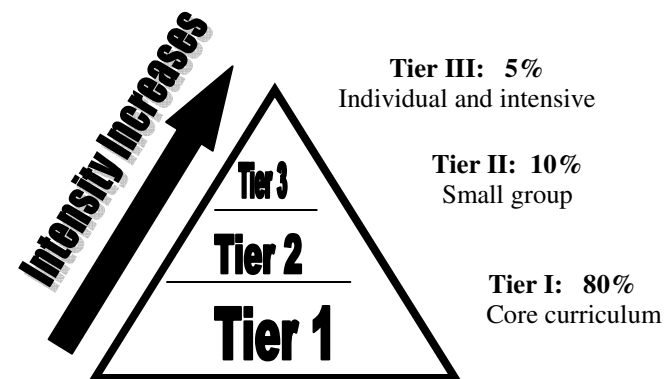 Intensity Increases
Tier III: 5%
Individual and intensive
Tier 3
Tier II: 10%
Small group
Tier 2
Tier I: 80%
Core curriculum
Tier 1